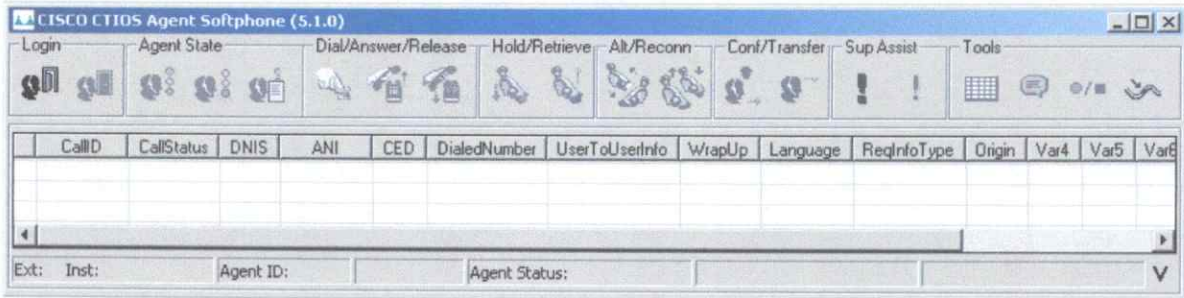 CISCO CTIOS Agent Softphone (5.1.0)
Login Agent State Dial/Answer/Release Hold/Retrieve Alt/Reconn Conf/Transfer Sup Assist Tools
CallID CallStatus DNIS ANI CED DialedNumber UserToUserInfo WrapUp Language ReqInfoType Origin Var4 Var5 Var6
Ext: Inst: Agent ID: Agent Status: V